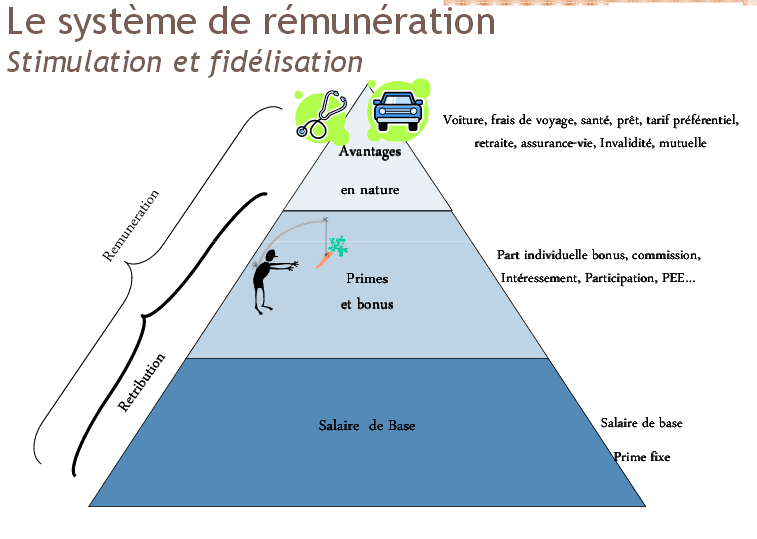 Le système de rémunération
Stimulation et fidélisation
Voiture, frais de voyage, santé, prêt, tarif préférentiel,
retraite, assurance-vie, Invalidité, mutuelle
Avantages
en nature
Remuneration
Part individuelle bonus, commission,
Intéressement, Participation, PEE...
Primes
et bonus
Retribution
Salaire de Base
Salaire de base
Prime fixe